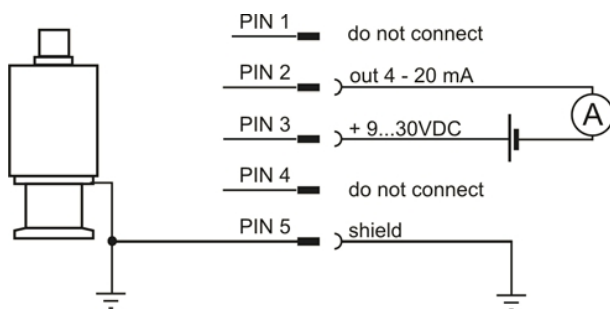 PIN 1 do not connect
PIN 2 out 4 - 20 mA
A
PIN 3 + 9...30VDC
PIN 4 do not connect
PIN 5 shield